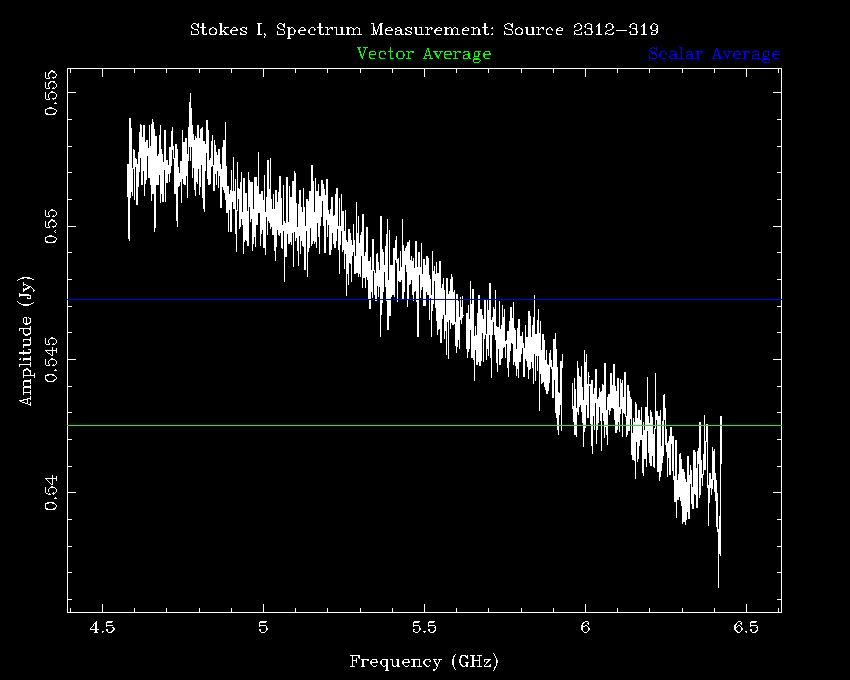 Stokes I, Spectrum Measurement: Source 2312-319
Vector Average Scalar Average
0.555
0.55
0.545
0.54
Amplitude (Jy)
4.5 5 5.5 6 6.5
Frequency (GHz)